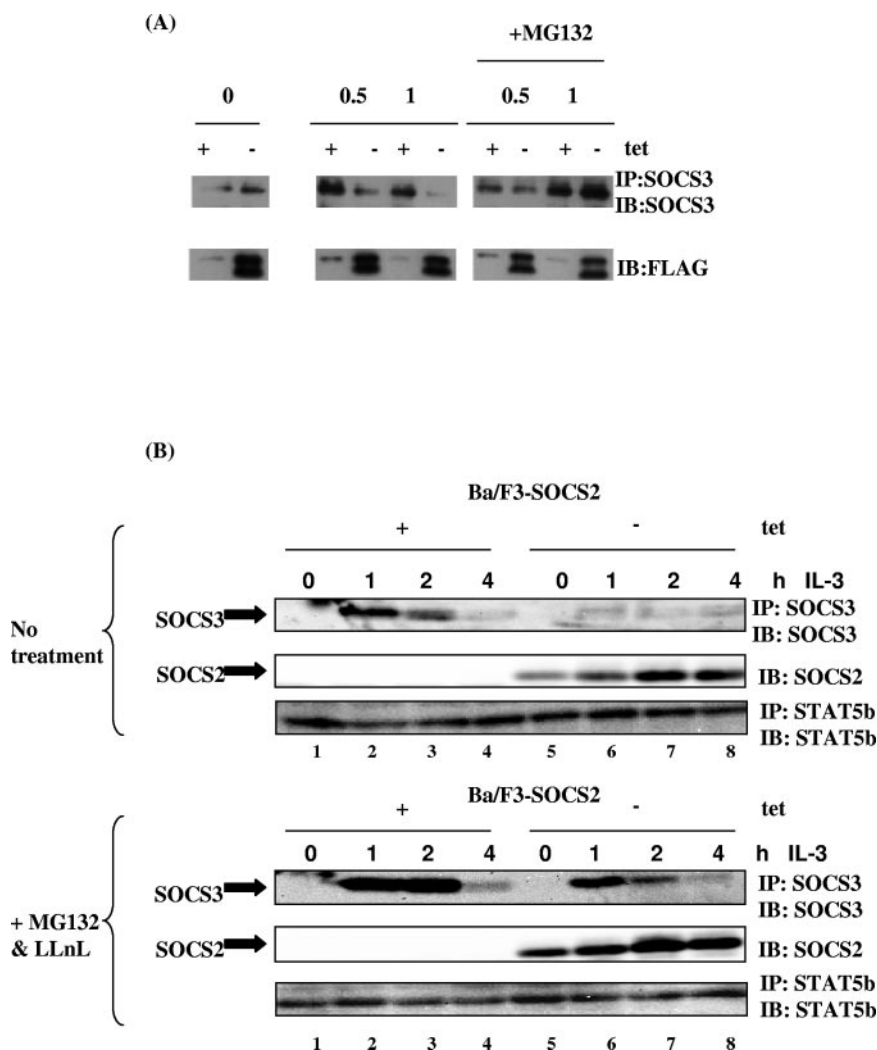 (A)
+MG132
0 0.5 1 0.5 1
+ - + - + - + - + - tet
IP:SOCS3
IB:SOCS3
IB:FLAG
(B)
Ba/F3-SOCS2
+ - tet
0 1 2 4 0 1 2 4 h IL-3
No
treatment
SOCS3
IP: SOCS3
IB: SOCS3
SOCS2
IB: SOCS2
IP: STAT5b
IB: STAT5b
1 2 3 4 5 6 7 8
Ba/F3-SOCS2
+ - tet
0 1 2 4 0 1 2 4 h IL-3
+ MG132
& LLnL
SOCS3
IP: SOCS3
IB: SOCS3
SOCS2
IB: SOCS2
IP: STAT5b
IB: STAT5b
1 2 3 4 5 6 7 8